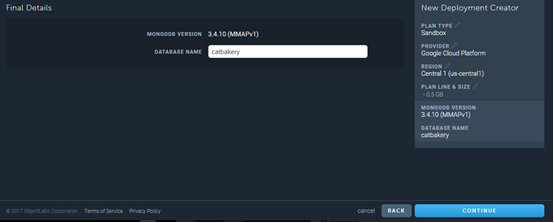 Final Details
MONGODB VERSION 3.4.10 (MMAPv1)
DATABASE NAME catbakery
New Deployment Creator
PLAN TYPE
Sandbox
PROVIDER
Google Cloud Platform
REGION
Central 1 (us-central1)
PLAN LINE & SIZE
- 0.5 GB
MONGODB VERSION
3.4.10 (MMAPv1)
DATABASE NAME
catbakery
© 2017 ObjectLabs Corporation Terms of Service Privacy Policy cancel BACK CONTINUE